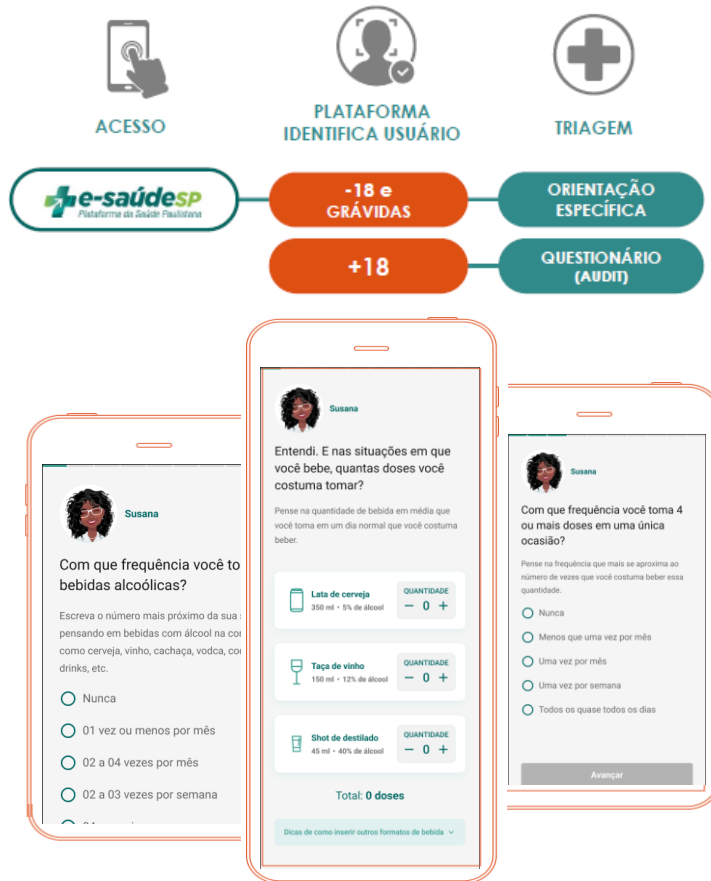 ACESSO
PLATAFORMA
IDENTIFICA USUÁRIO
TRIAGEM
e-saúdesp
Plataforma da Saúde Paulistana
-18 e
GRÁVIDAS
ORIENTAÇÃO
ESPECÍFICA
+18
QUESTIONÁRIO
(AUDIT)
Susana
Com que frequência você to
bebidas alcoólicas?
Escreva o número mais próximo da sua
pensando em bebidas com álcool na
como cerveja, vinho, cachaça, vodca,
drinks, etc.
Nunca
01 vez ou menos por mês
02 a 04 vezes por mês
02 a 03 vezes por semana
Susana
Entendi. E nas situações em que
você bebe, quantas doses você
costuma tomar?
Pense na quantidade de bebida em média que
você toma em um dia normal que você costuma
beber.
Lata de cerveja
350 ml • 5% de álcool
QUANTIDADE
− 0 +
Taça de vinho
150 ml • 12% de álcool
QUANTIDADE
− 0 +
Shot de destilado
45 ml • 40% de álcool
QUANTIDADE
− 0 +
Total: 0 doses
Dicas de como inserir outros formatos de bebida
Susana
Com que frequência você toma 4
ou mais doses em uma única
ocasião?
Pense na frequência que mais se aproxima ao
número de vezes que você costuma beber essa
quantidade.
Nunca
Menos que uma vez por mês
Uma vez por mês
Uma vez por semana
Todos os quase todos os dias
Avançar